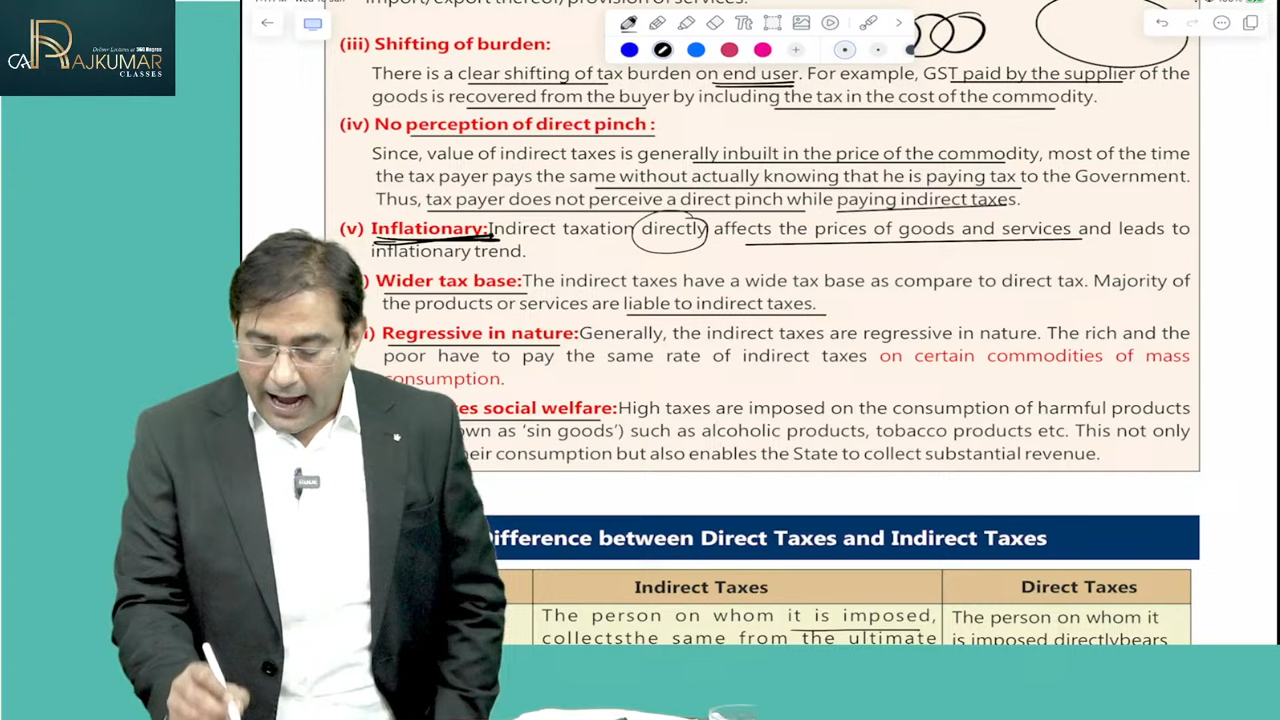 import/export thereof/provision of services.
Deliver Lectures at 360 Degree
CA RAJKUMAR
CLASSES
(iii) Shifting of burden:
There is a clear shifting of tax burden on end user. For example, GST paid by the supplier of the
goods is recovered from the buyer by including the tax in the cost of the commodity.
(iv) No perception of direct pinch :
Since, value of indirect taxes is generally inbuilt in the price of the commodity, most of the time
the tax payer pays the same without actually knowing that he is paying tax to the Government.
Thus, tax payer does not perceive a direct pinch while paying indirect taxes.
(v) Inflationary:Indirect taxation directly affects the prices of goods and services and leads to
inflationary trend.
) Wider tax base:The indirect taxes have a wide tax base as compare to direct tax. Majority of
the products or services are liable to indirect taxes.
i) Regressive in nature:Generally, the indirect taxes are regressive in nature. The rich and the
poor have to pay the same rate of indirect taxes on certain commodities of mass
consumption.
es social welfare:High taxes are imposed on the consumption of harmful products
own as ‘sin goods’) such as alcoholic products, tobacco products etc. This not only
heir consumption but also enables the State to collect substantial revenue.
ifference between Direct Taxes and Indirect Taxes
Indirect Taxes Direct Taxes
The person on whom it is imposed, The person on whom it
collectsthe same from the ultimate is imposed directlybears